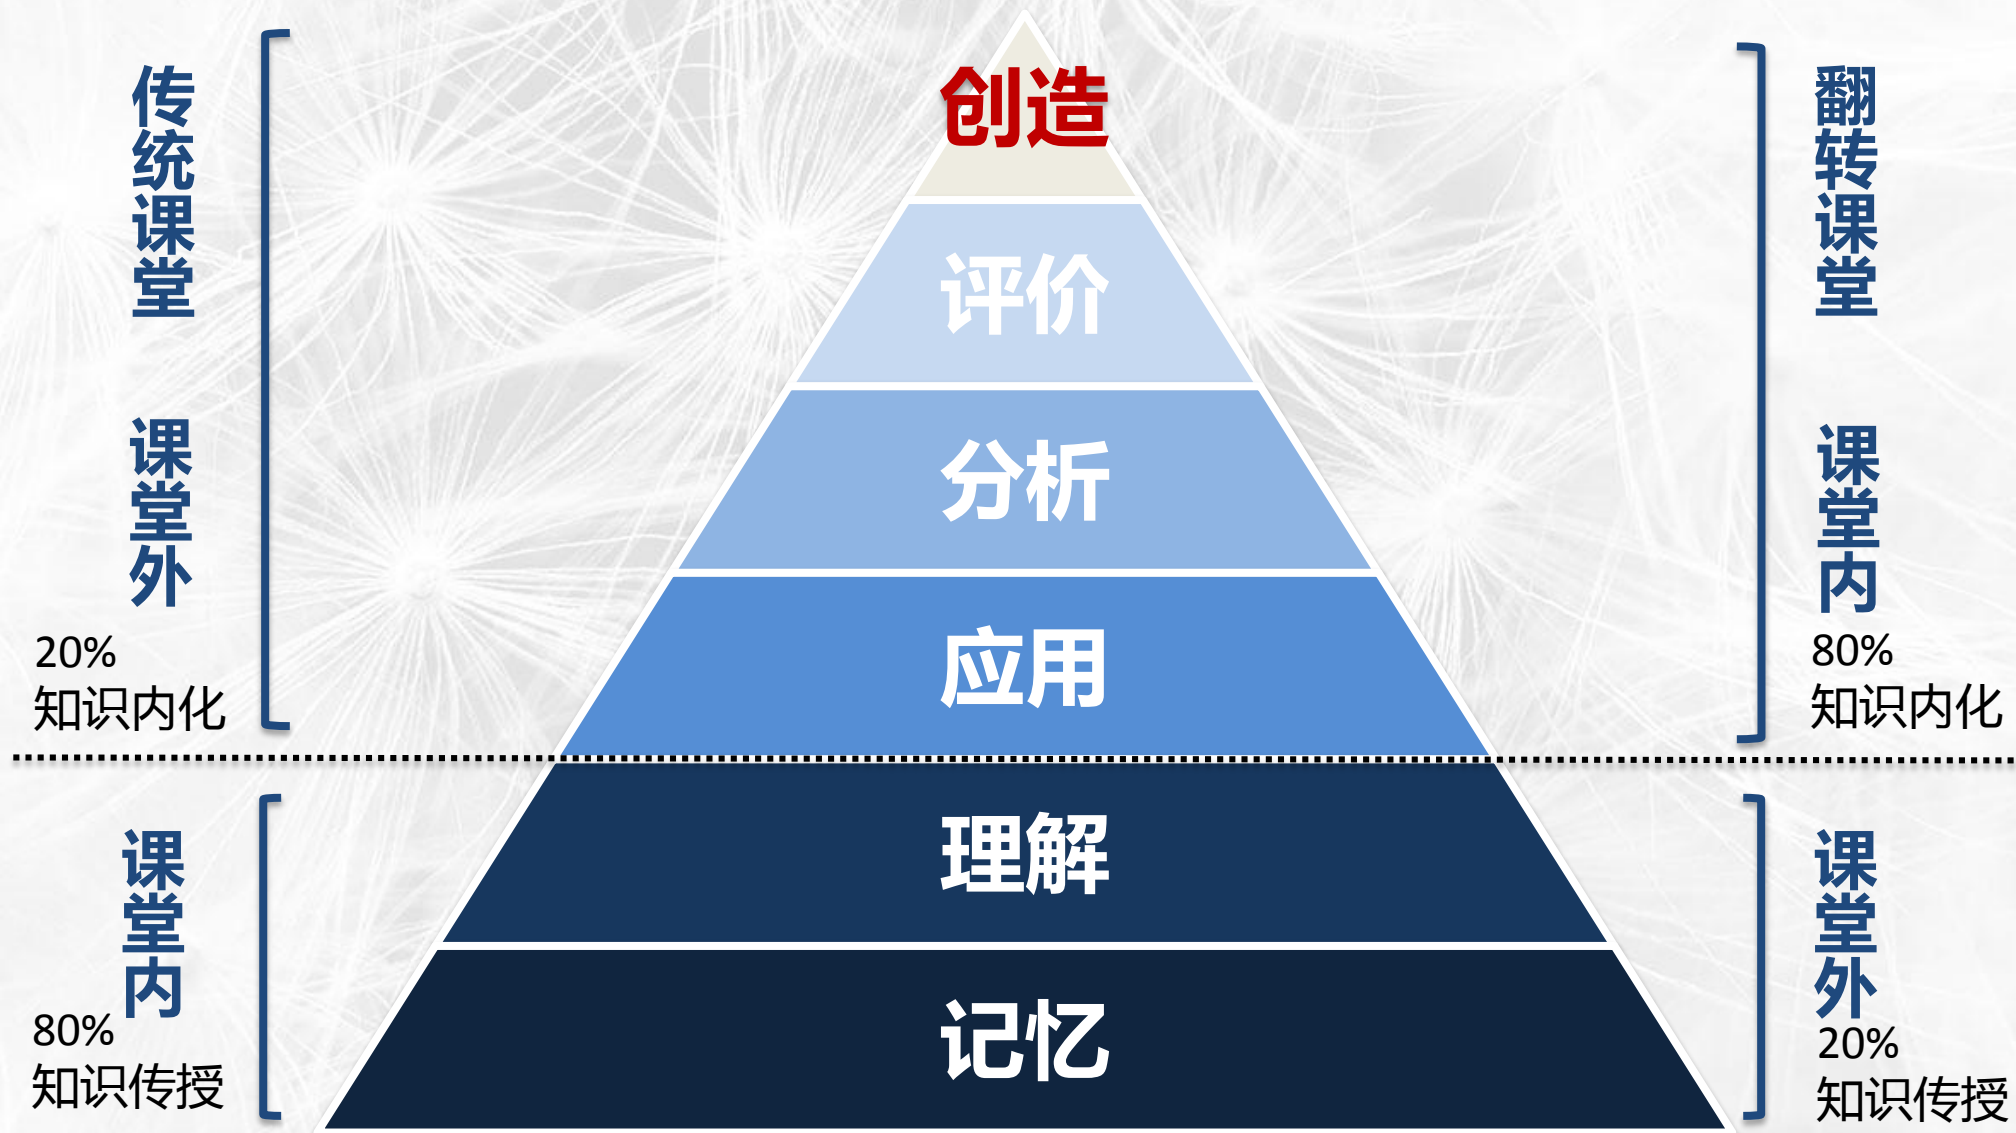 传统课堂
课堂外
20%
知识内化
课堂内
80%
知识传授
创造
评价
分析
应用
理解
记忆
翻转课堂
课堂内
80%
知识内化
课堂外
20%
知识传授